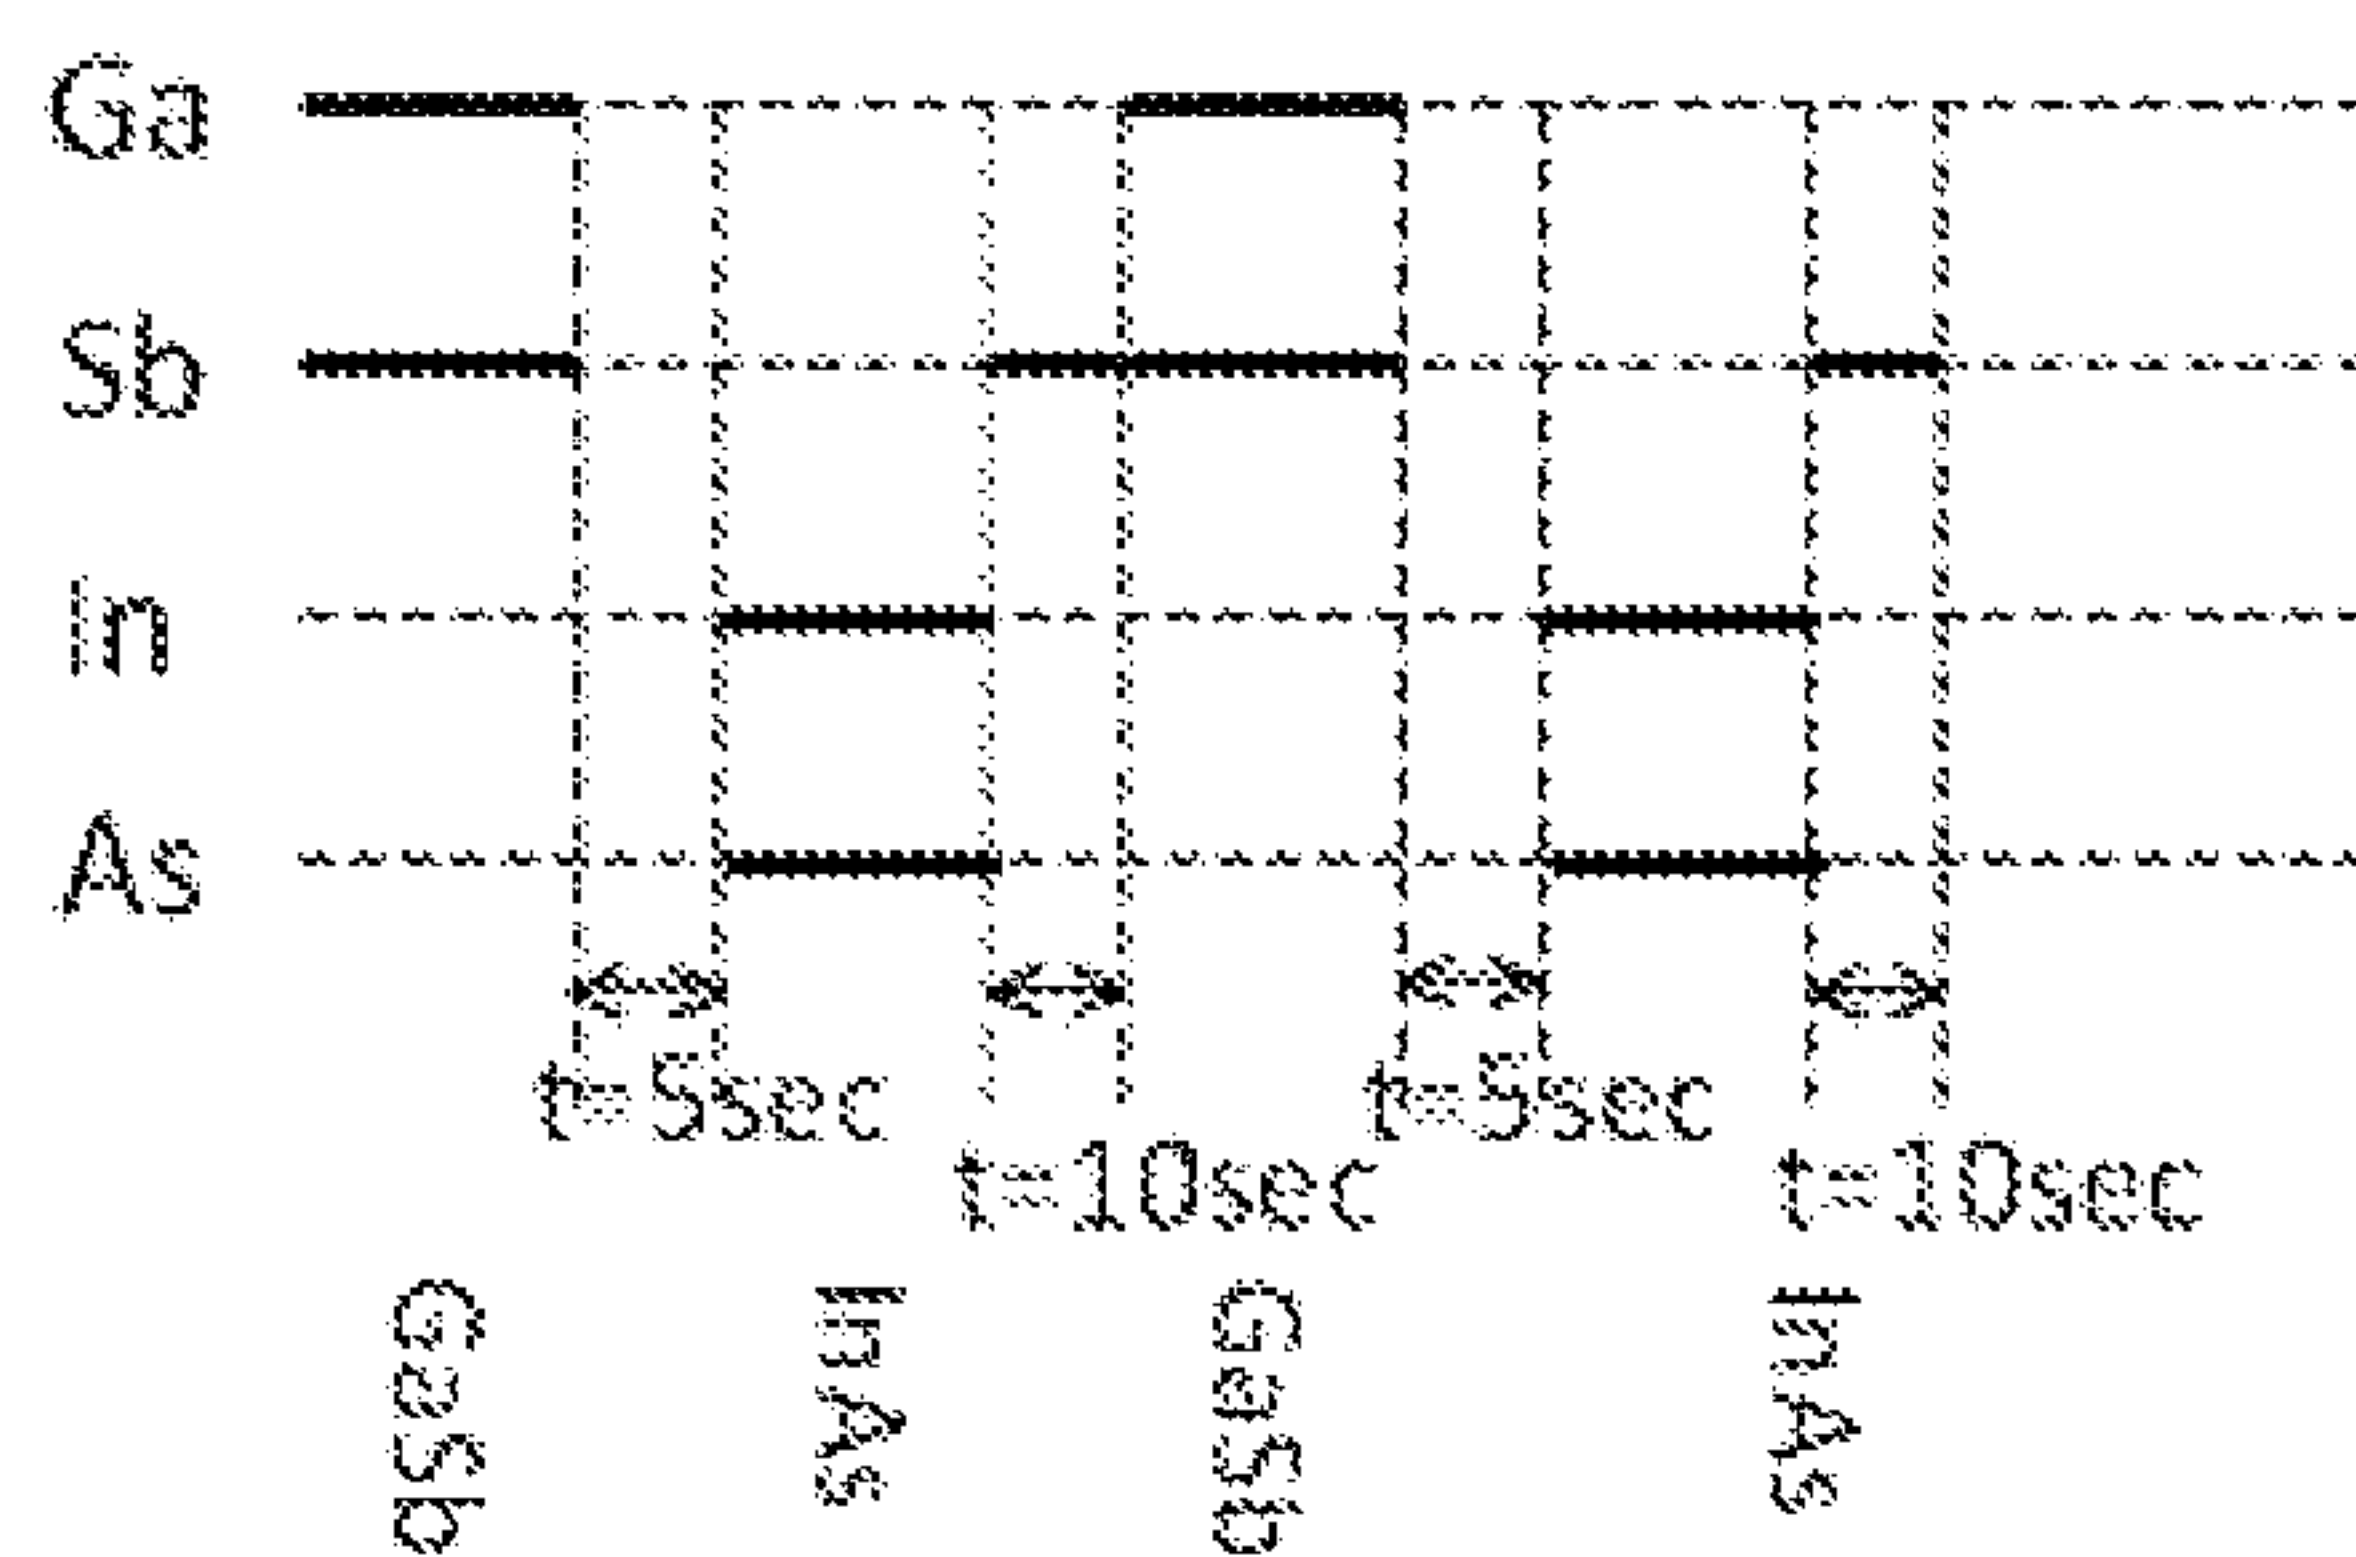 Ga
Sb
In
As
t=5sec
t=5sec
t=10sec
t=10sec
GaSb
InAs
GaSb
InAs